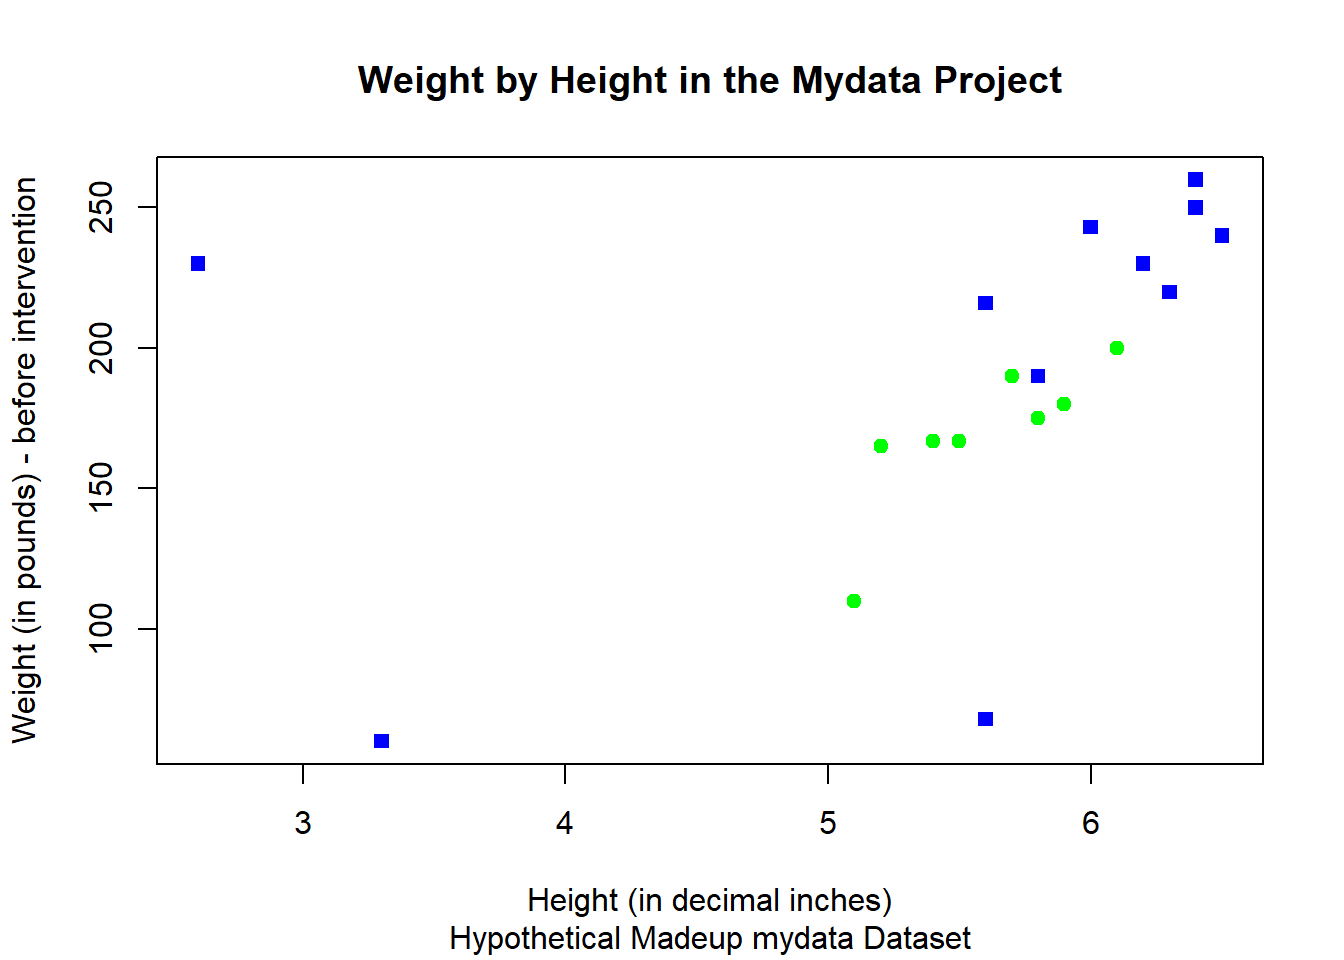 Weight by Height in the Mydata Project
Weight (in pounds) - before intervention
250
200
150
100
3 4 5 6
Height (in decimal inches)
Hypothetical Madeup mydata Dataset